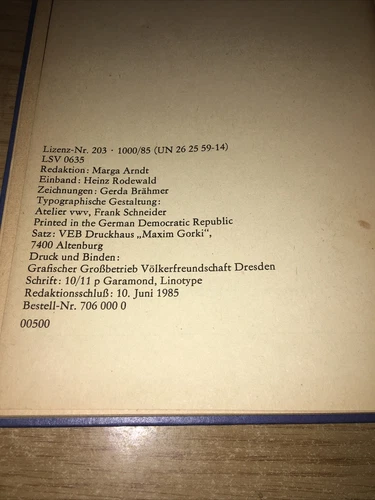 Lizenz-Nr. 203 · 1000/85 (UN 26 25 59-14)
LSV 0635
Redaktion: Marga Arndt
Einband: Heinz Rodewald
Zeichnungen: Gerda Brähmer
Typographische Gestaltung:
Atelier vwv, Frank Schneider
Printed in the German Democratic Republic
Satz: VEB Druckhaus „Maxim Gorki",
7400 Altenburg
Druck und Binden:
Grafischer Großbetrieb Völkerfreundschaft Dresden
Schrift: 10/11 p Garamond, Linotype
Redaktionsschluß: 10. Juni 1985
Bestell-Nr. 706 000 0
00500